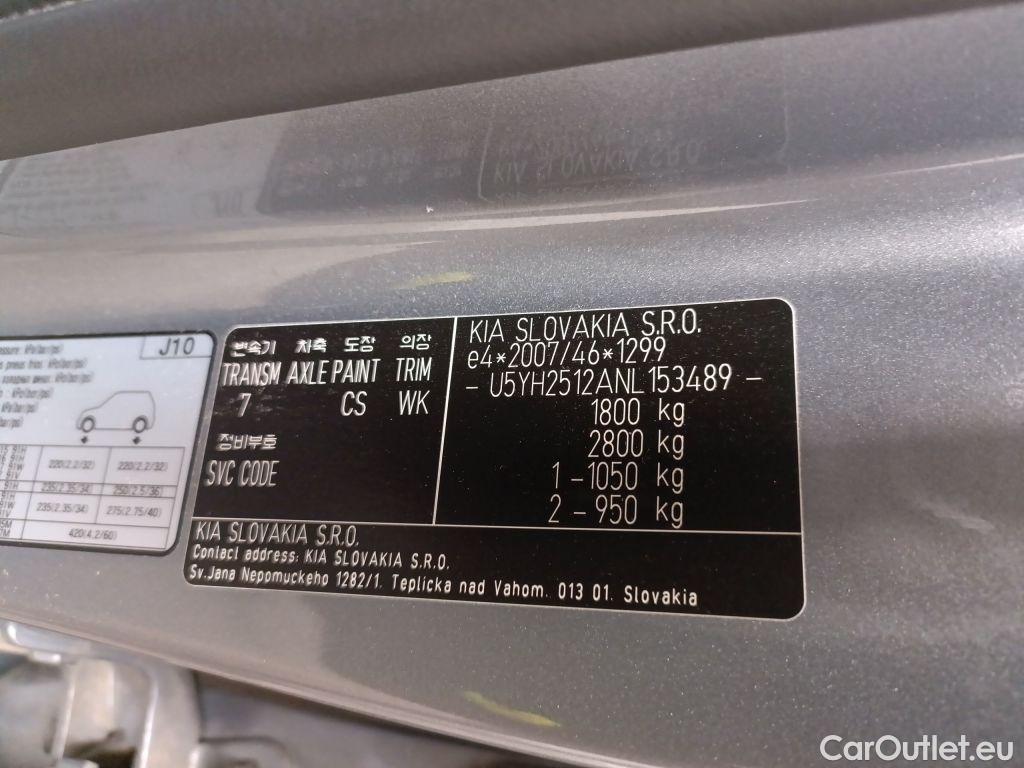 J10
220(2.2/32) 220(2.2/32)
235(2.35/34) 250(2.5/36)
235(2.35/34) 275(2.75/40)
420(4.2/60)
변속기 차축 도장 의장
TRANSM AXLE PAINT TRIM
7 CS WK
정비부호
SVC CODE
KIA SLOVAKIA S.R.O.
e4*2007/46*1299
- U5YH2512ANL153489 -
1800 kg
2800 kg
1 - 1050 kg
2 - 950 kg
KIA SLOVAKIA S.R.O.
Contact address: KIA SLOVAKIA S.R.O.
Sv.Jana Nepomuckeho 1282/1. Teplicka nad Vahom. 013 01. Slovakia
CarOutlet.eu